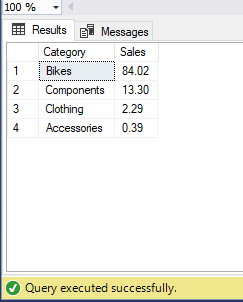 100 %
Results Messages
Category Sales
1 Bikes 84.02
2 Components 13.30
3 Clothing 2.29
4 Accessories 0.39
Query executed successfully.